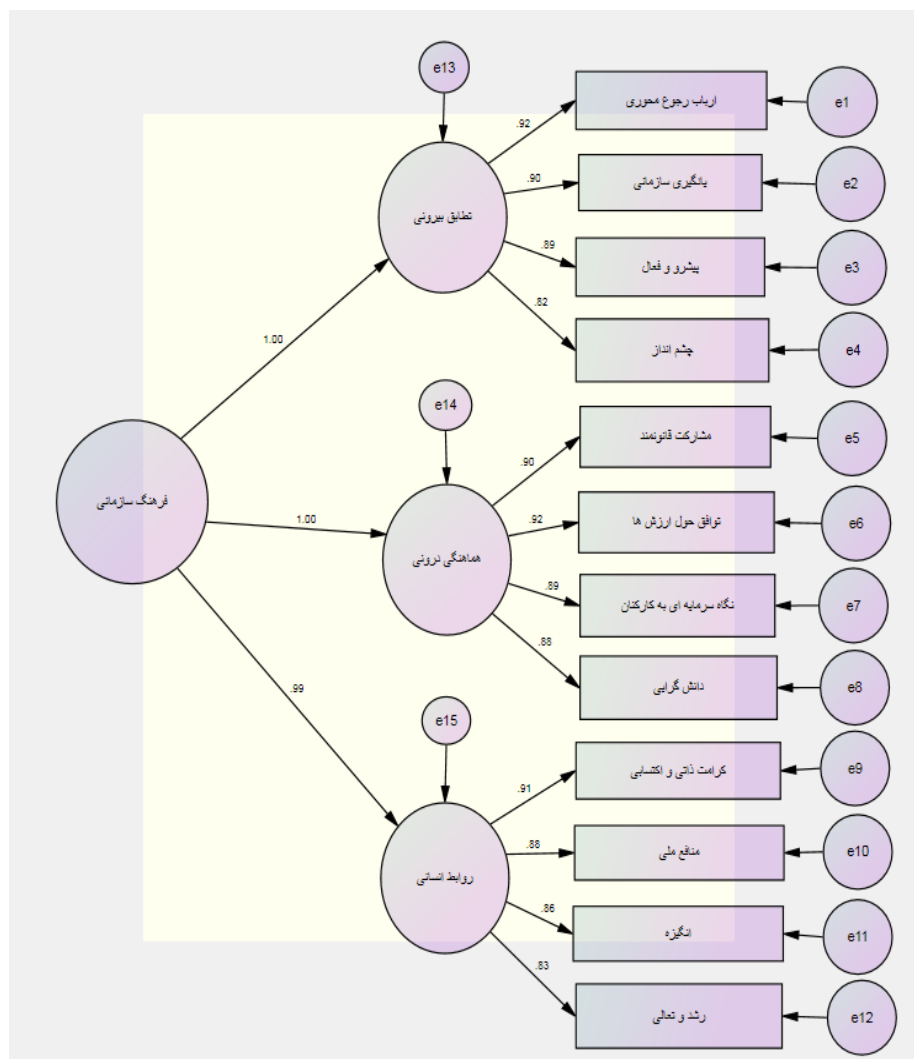 e13
ارباب رجوع محوری
e1
.92
یادگیری سازمانی
e2
.90
تطابق بیرونی
پیشرو و فعال
e3
.89
چشم انداز
e4
.82
1.00
e14
مشارکت قانونمند
e5
.90
فرهنگ سازمانی
توافق حول ارزش ها
e6
.92
1.00
هماهنگی درونی
نگاه سرمایه ای به کارکنان
e7
.89
دانش گرایی
e8
.88
.99
e15
کرامت ذاتی و اکتسابی
e9
.91
منافع ملی
e10
.88
روابط انسانی
انگیزه
e11
.86
رشد و تعالی
e12
.83